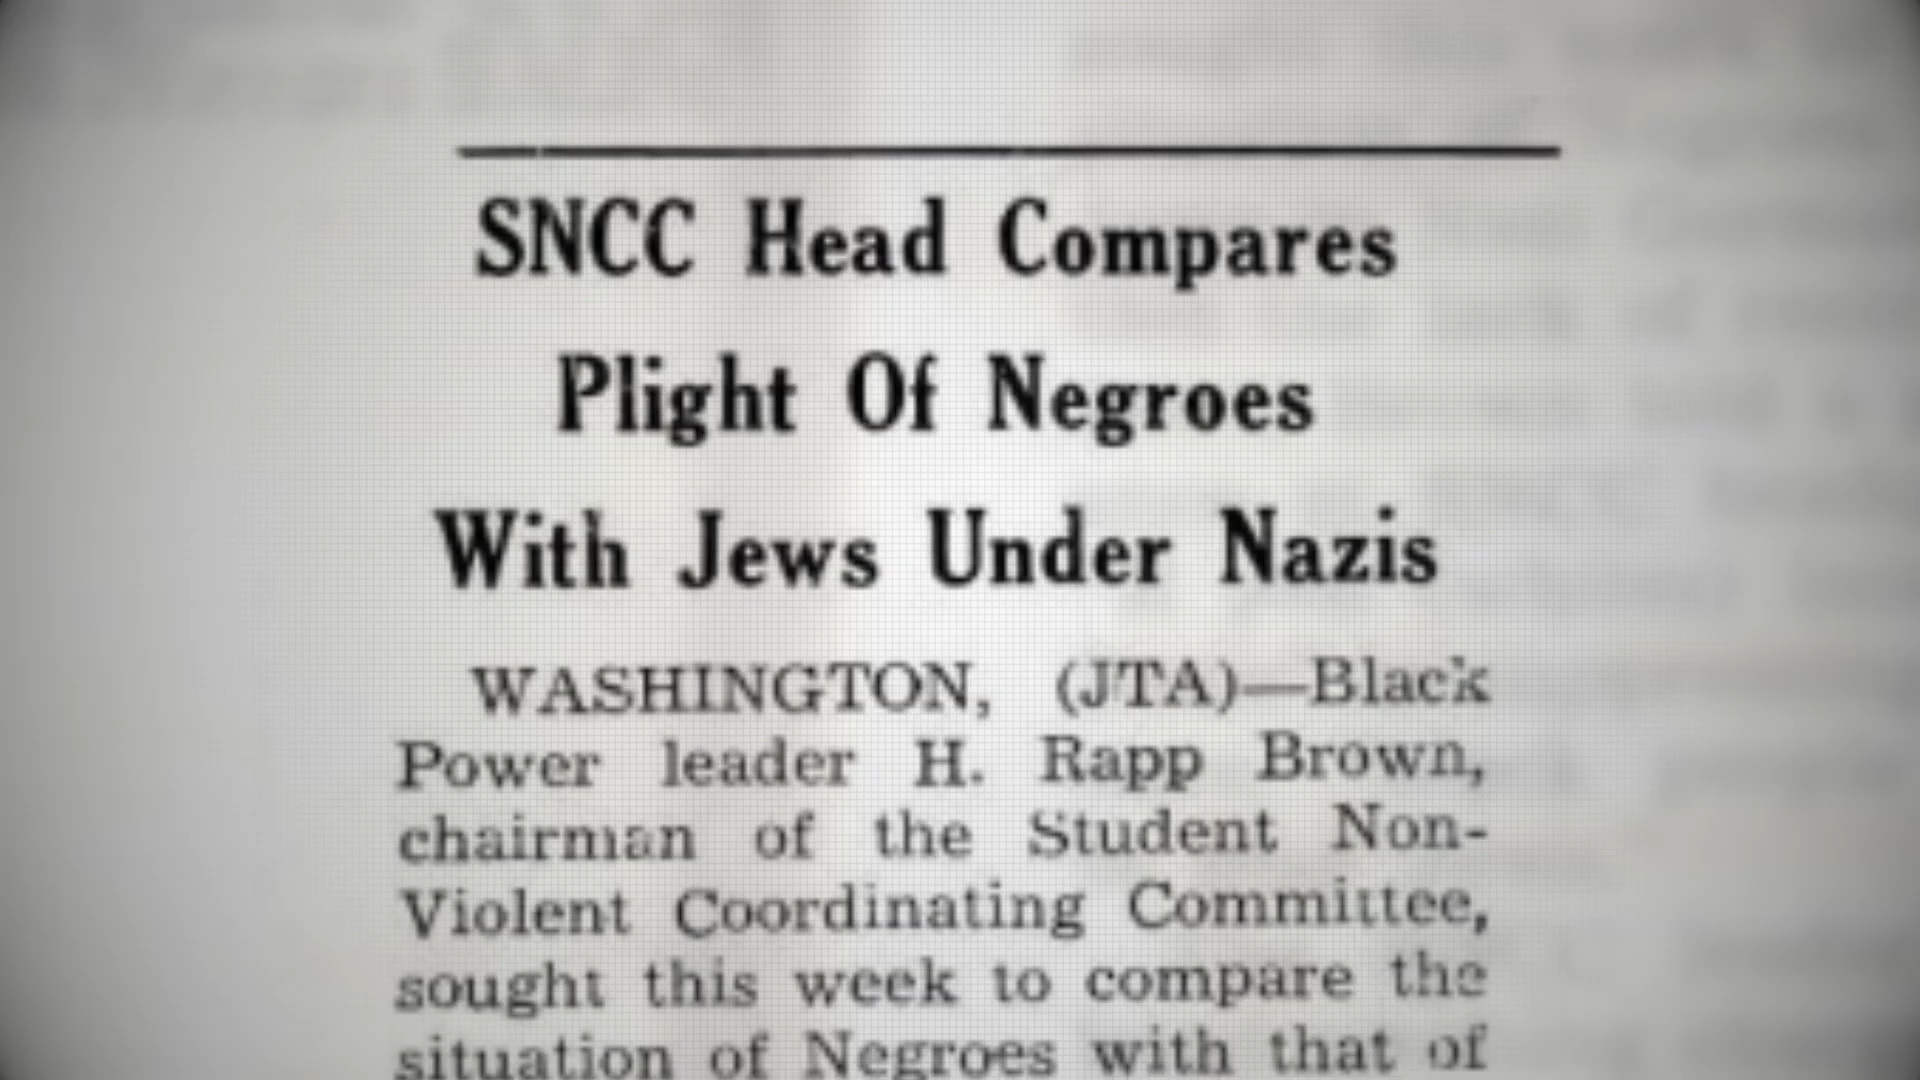 SNCC Head Compares
Plight Of Negroes
With Jews Under Nazis
WASHINGTON, (JTA)—Black
Power leader H. Rapp Brown,
chairman of the Student Non-
Violent Coordinating Committee,
sought this week to compare the
situation of Negroes with that of